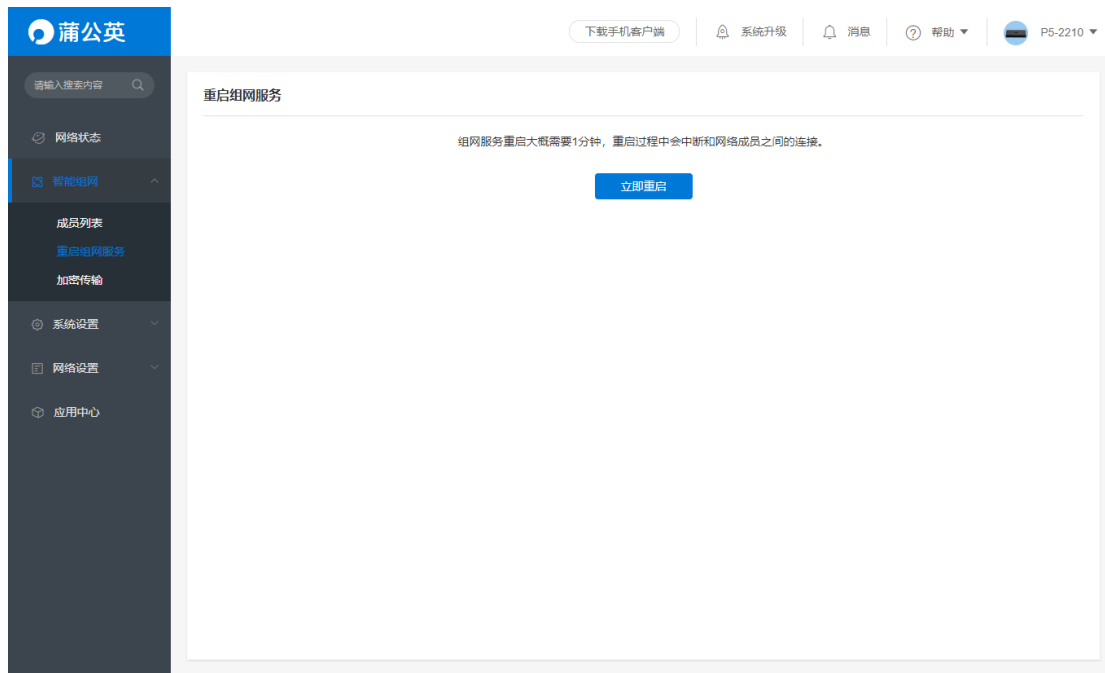 蒲公英
下载手机客户端
系统升级
消息
帮助
P5-2210
请输入搜索内容
网络状态
智能组网
成员列表
重启组网服务
加密传输
系统设置
网络设置
应用中心
重启组网服务
组网服务重启大概需要1分钟，重启过程中会中断和网络成员之间的连接。
立即重启